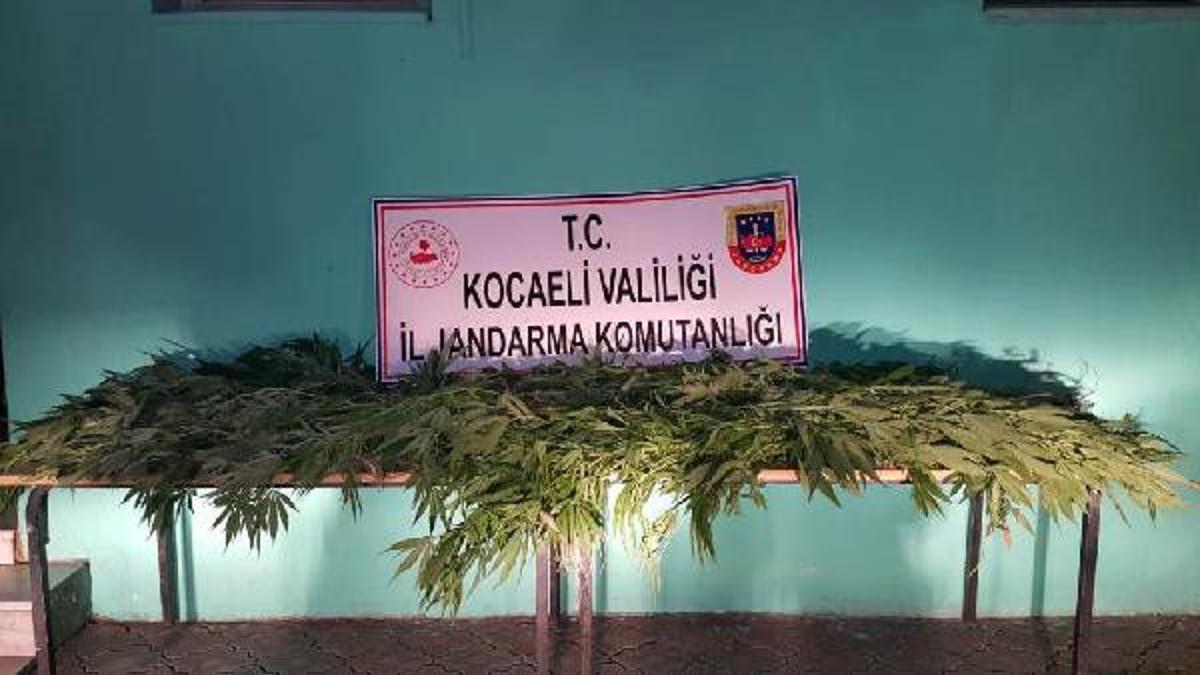 T.C.
KOCAELİ VALİLİĞİ
İL JANDARMA KOMUTANLIĞI